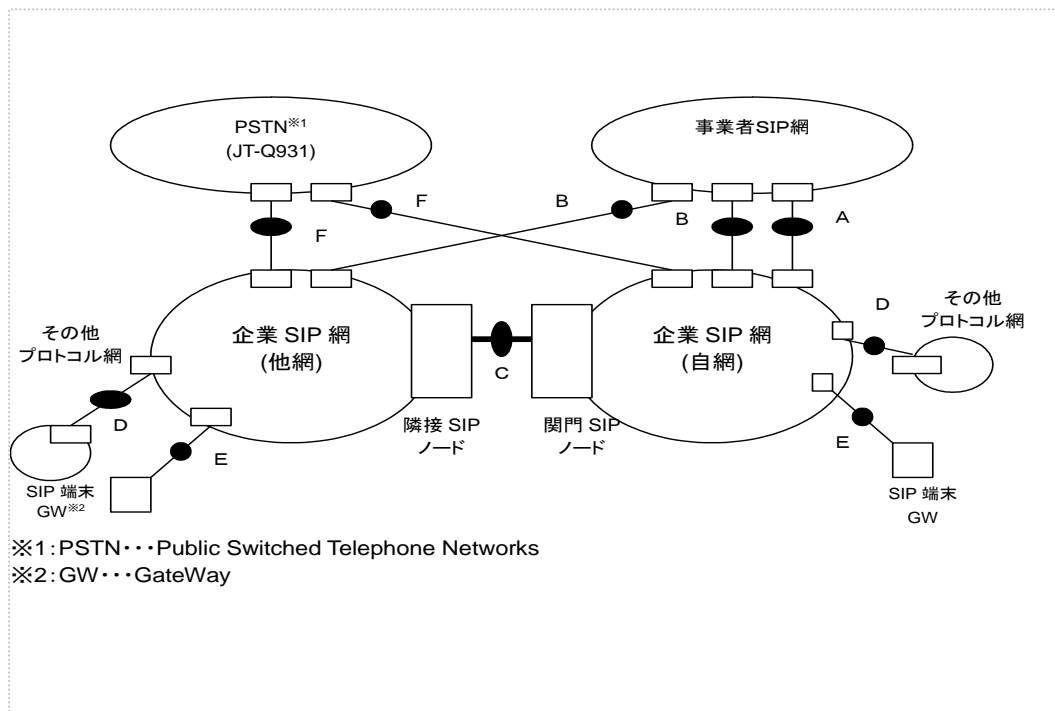 PSTN※1
(JT-Q931)
事業者SIP網
F
B
B
A
F
企業 SIP 網
(他網)
企業 SIP 網
(自網)
D
その他
プロトコル網
その他
プロトコル網
C
D
隣接 SIP
ノード
関門 SIP
ノード
E
E
SIP 端末
GW※2
SIP 端末
GW
※1:PSTN･･･Public Switched Telephone Networks
※2:GW･･･GateWay